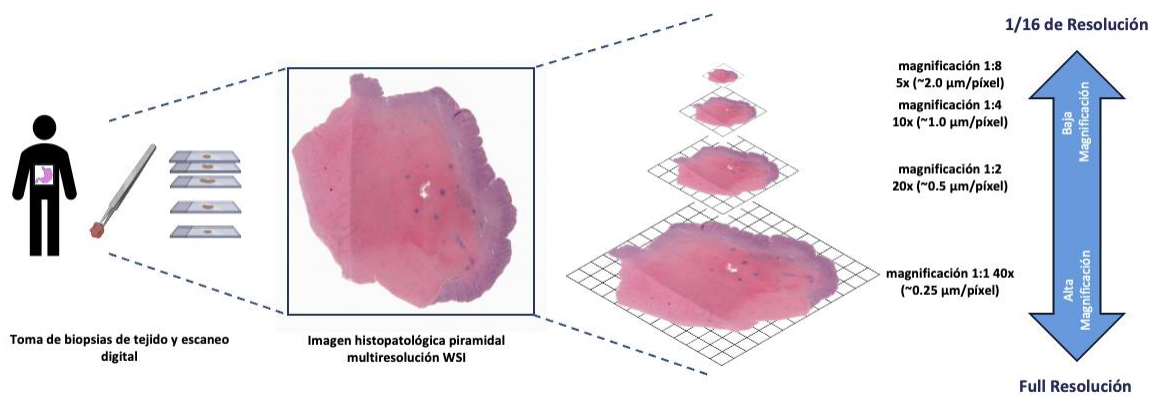 1/16 de Resolución
magnificación 1:8
5x (~2.0 µm/píxel)
magnificación 1:4
10x (~1.0 µm/píxel)
Baja
Magnificación
magnificación 1:2
20x (~0.5 µm/píxel)
magnificación 1:1 40x
(~0.25 µm/píxel)
Alta
Magnificación
Toma de biopsias de tejido y escaneo
digital
Imagen histopatológica piramidal
multiresolución WSI
Full Resolución